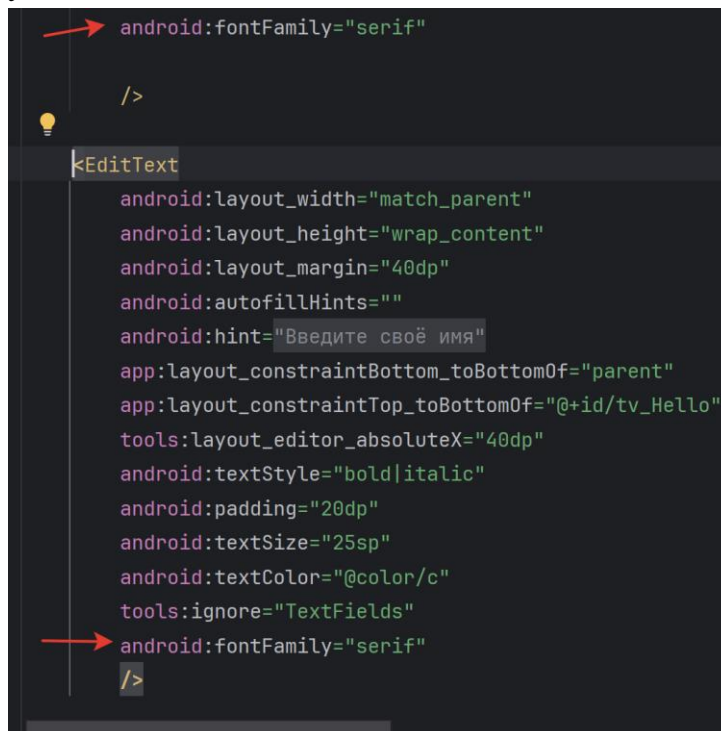 android:fontFamily="serif"
/>
<EditText
android:layout_width="match_parent"
android:layout_height="wrap_content"
android:layout_margin="40dp"
android:autofillHints=""
android:hint="Введите своё имя"
app:layout_constraintBottom_toBottomOf="parent"
app:layout_constraintTop_toBottomOf="@+id/tv_Hello"
tools:layout_editor_absoluteX="40dp"
android:textStyle="bold|italic"
android:padding="20dp"
android:textSize="25sp"
android:textColor="@color/c"
tools:ignore="TextFields"
android:fontFamily="serif"
/>